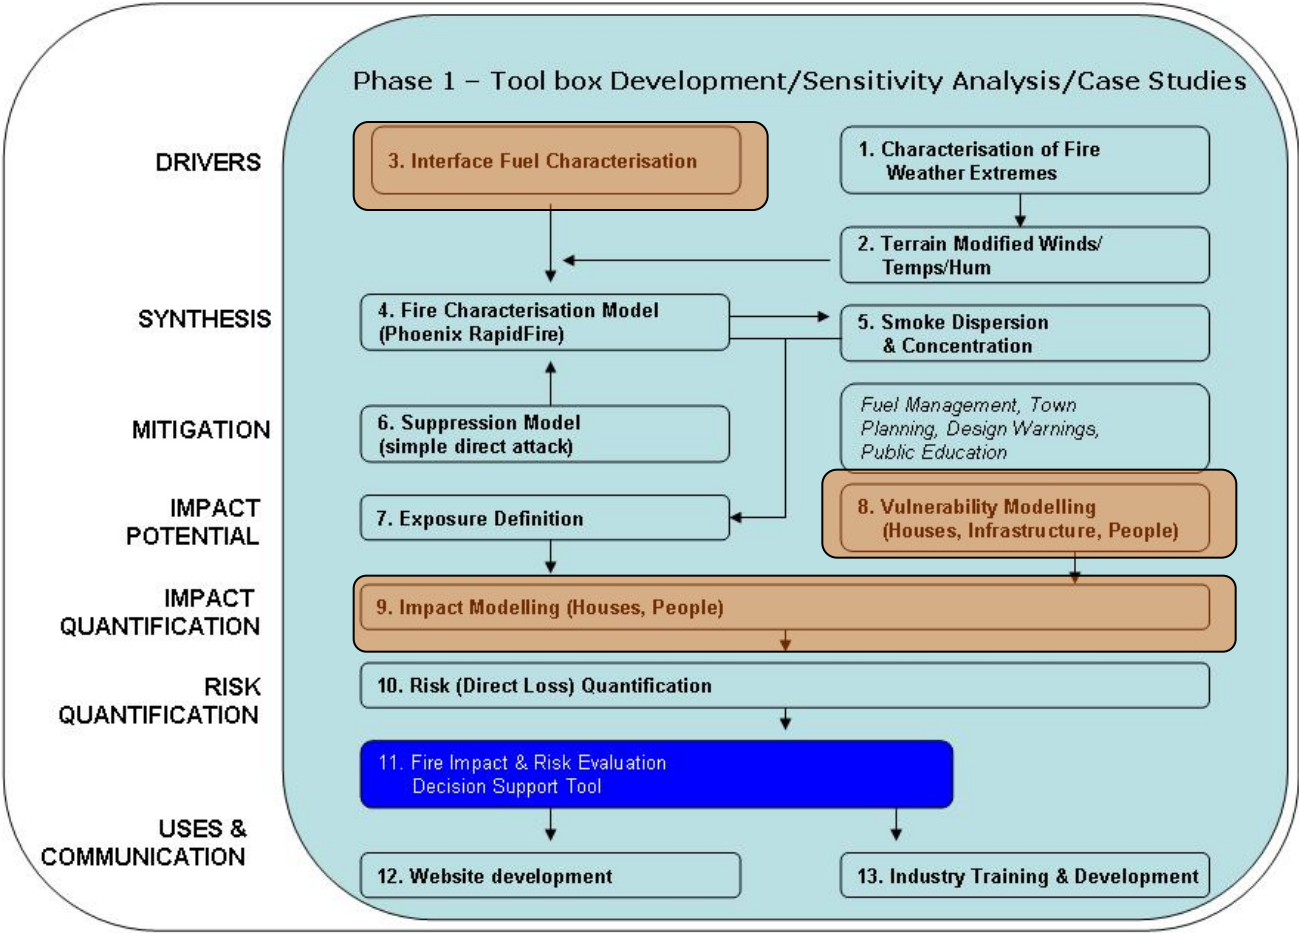 Phase 1 – Tool box Development/Sensitivity Analysis/Case Studies
DRIVERS
3. Interface Fuel Characterisation
1. Characterisation of Fire
Weather Extremes
2. Terrain Modified Winds/
Temps/Hum
SYNTHESIS
4. Fire Characterisation Model
(Phoenix RapidFire)
5. Smoke Dispersion
& Concentration
MITIGATION
6. Suppression Model
(simple direct attack)
Fuel Management, Town
Planning, Design Warnings,
Public Education
IMPACT
POTENTIAL
7. Exposure Definition
8. Vulnerability Modelling
(Houses, Infrastructure, People)
IMPACT
QUANTIFICATION
9. Impact Modelling (Houses, People)
RISK
QUANTIFICATION
10. Risk (Direct Loss) Quantification
11. Fire Impact & Risk Evaluation
Decision Support Tool
USES &
COMMUNICATION
12. Website development
13. Industry Training & Development